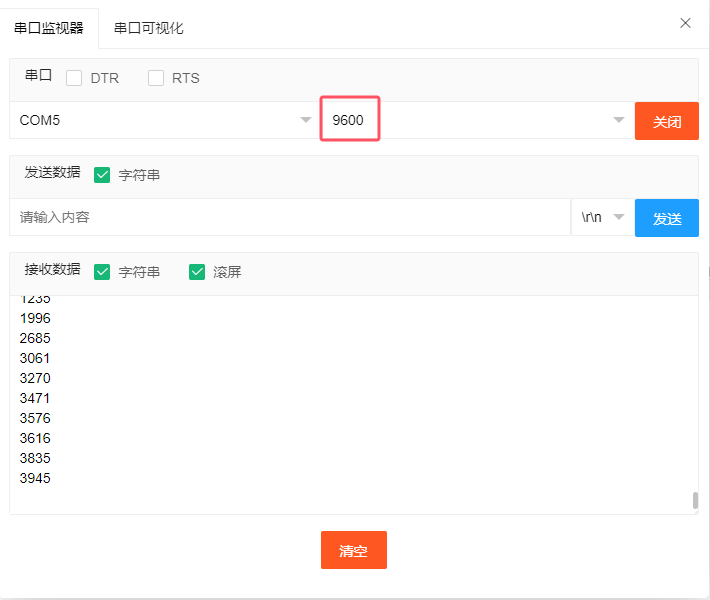 串口监视器 串口可视化
串口 DTR RTS
COM5 9600 关闭
发送数据 字符串
请输入内容 \r\n 发送
接收数据 字符串 滚屏
1235
1996
2685
3061
3270
3471
3576
3616
3835
3945
清空